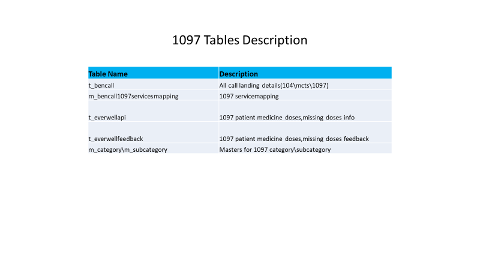 1097 Tables Description
Table Name Description
t_bencall All call landing details(104\mcts\1097)
m_bencall1097servicesmapping 1097 servicemapping
t_everwellapi 1097 patient medicine doses,missing doses info
t_everwellfeedback 1097 patient medicine doses,missing doses feedback
m_category\m_subcategory Masters for 1097 category\subcategory